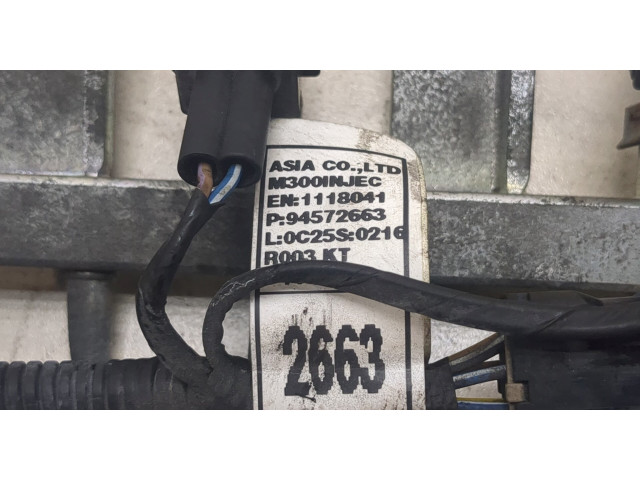 ASIA CO.,LTD
M300INJEC
EN:1118041
P:94572663
L:0C25S:0216
R003 KT
2663